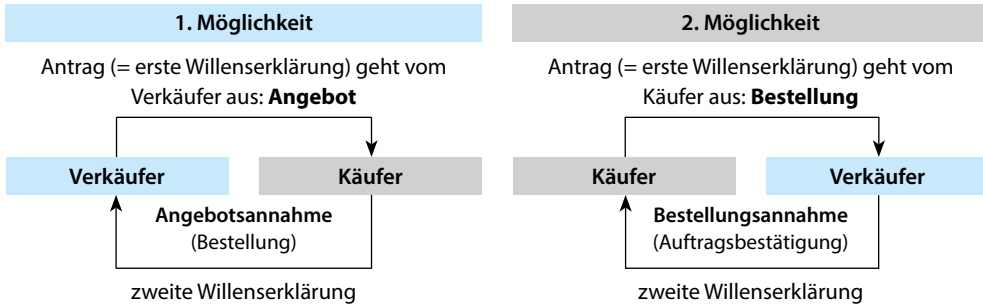 1. Möglichkeit
Antrag (= erste Willenserklärung) geht vom
Verkäufer aus: Angebot
Verkäufer
Käufer
Angebotsannahme
(Bestellung)
zweite Willenserklärung
2. Möglichkeit
Antrag (= erste Willenserklärung) geht vom
Käufer aus: Bestellung
Käufer
Verkäufer
Bestellungsannahme
(Auftragsbestätigung)
zweite Willenserklärung